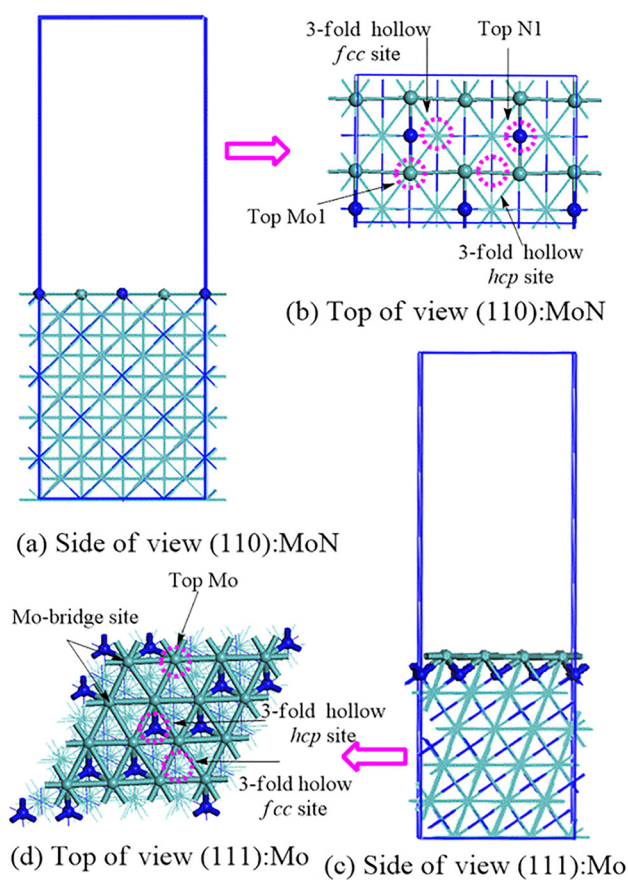 3-fold hollow
fcc site
Top N1
Top Mo1
3-fold hollow
hcp site
(b) Top of view (110):MoN
(a) Side of view (110):MoN
Top Mo
Mo-bridge site
3-fold hollow
hcp site
3-fold holow
fcc site
(d) Top of view (111):Mo
(c) Side of view (111):Mo